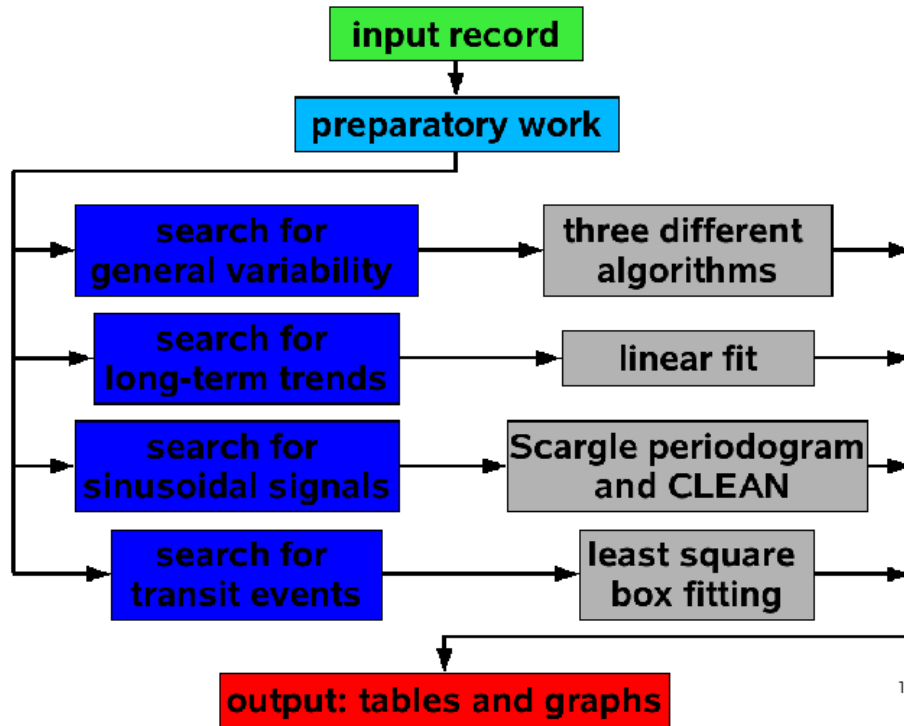 input record
preparatory work
search for
general variability
three different
algorithms
search for
long-term trends
linear fit
search for
sinusoidal signals
Scargle periodogram
and CLEAN
search for
transit events
least square
box fitting
output: tables and graphs
1